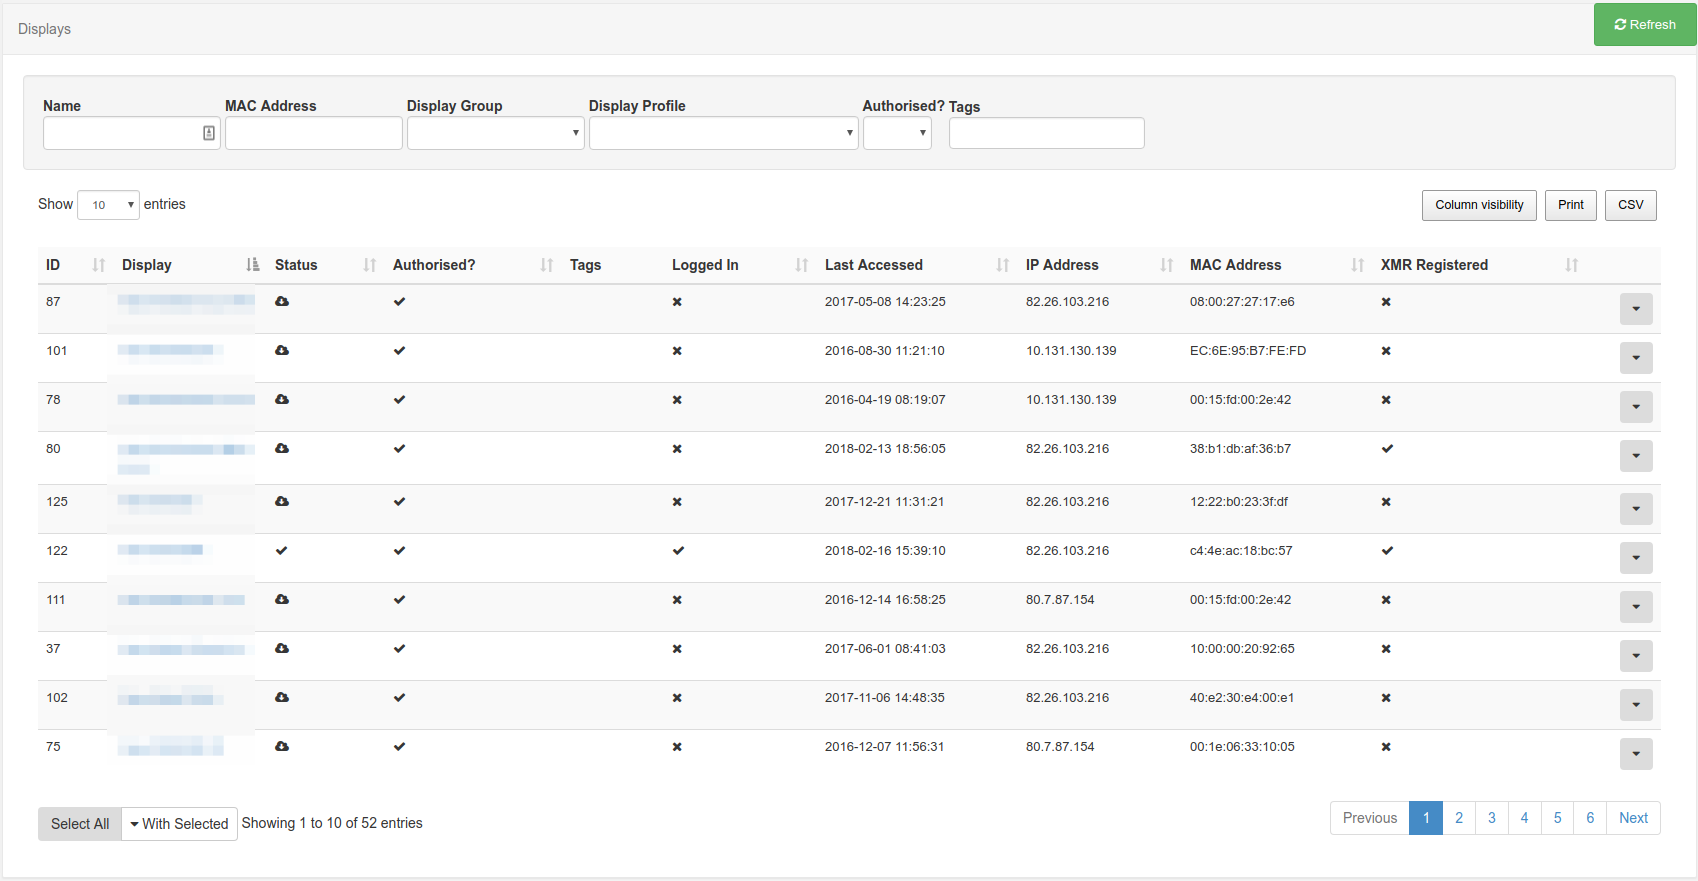 Displays
Refresh
Name MAC Address Display Group Display Profile Authorised? Tags
Show 10 entries
Column visibility Print CSV
ID Display Status Authorised? Tags Logged In Last Accessed IP Address MAC Address XMR Registered
87 2017-05-08 14:23:25 82.26.103.216 08:00:27:27:17:e6
101 2016-08-30 11:21:10 10.131.130.139 EC:6E:95:B7:FE:FD
78 2016-04-19 08:19:07 10.131.130.139 00:15:fd:00:2e:42
80 2018-02-13 18:56:05 82.26.103.216 38:b1:db:af:36:b7
125 2017-12-21 11:31:21 82.26.103.216 12:22:b0:23:3f:df
122 2018-02-16 15:39:10 82.26.103.216 c4:4e:ac:18:bc:57
111 2016-12-14 16:58:25 80.7.87.154 00:15:fd:00:2e:42
37 2017-06-01 08:41:03 82.26.103.216 10:00:00:20:92:65
102 2017-11-06 14:48:35 82.26.103.216 40:e2:30:e4:00:e1
75 2016-12-07 11:56:31 80.7.87.154 00:1e:06:33:10:05
Select All With Selected Showing 1 to 10 of 52 entries
Previous 1 2 3 4 5 6 Next